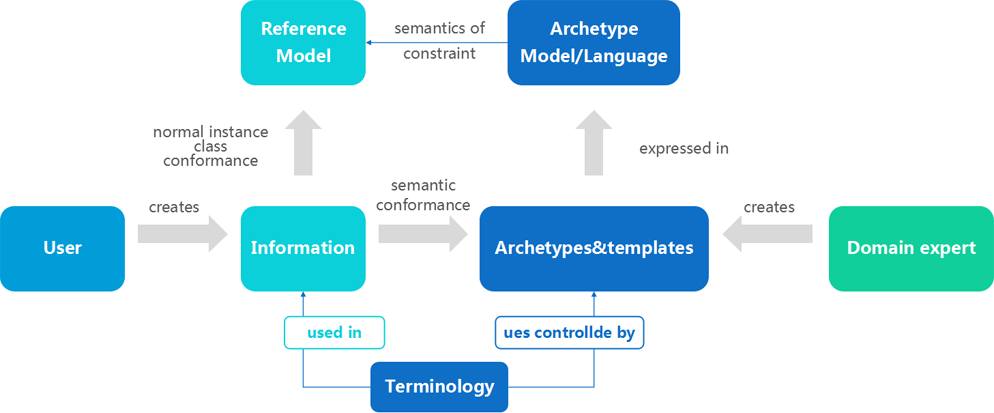 Reference
Model
semantics of
constraint
Archetype
Model/Language
normal instance
class
conformance
expressed in
User
creates
Information
semantic
conformance
Archetypes&templates
creates
Domain expert
used in
ues controllde by
Terminology